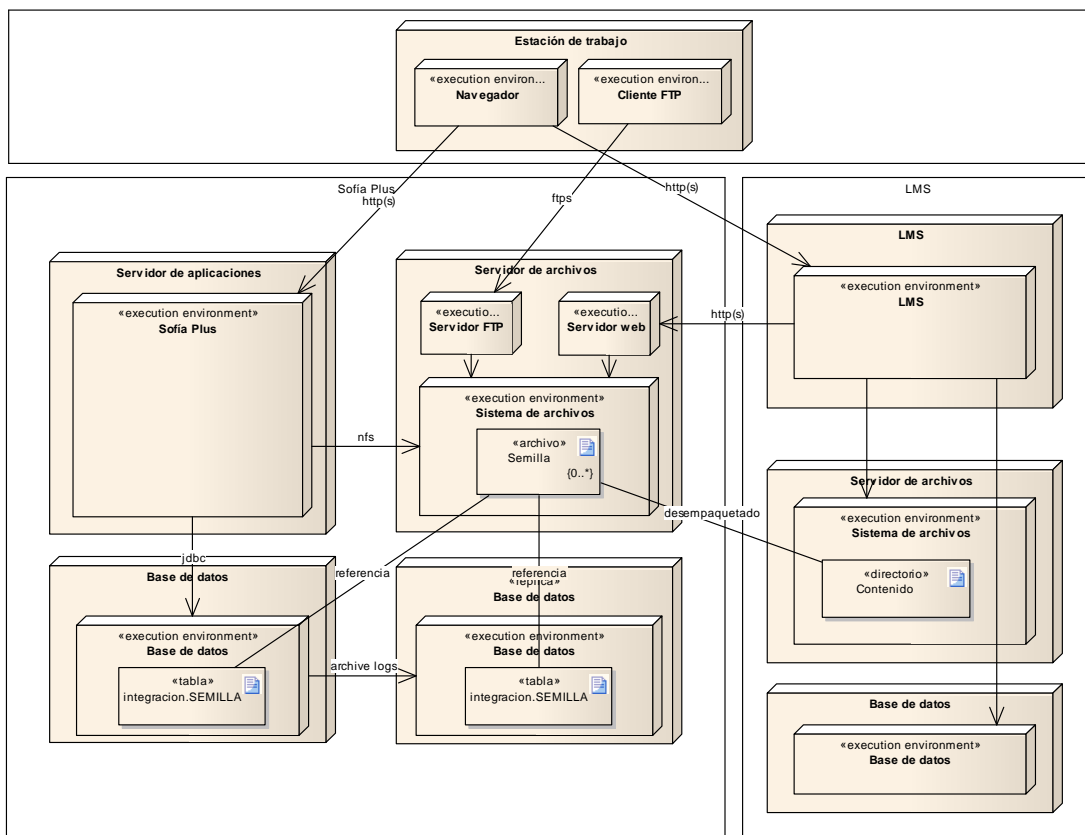 Estación de trabajo
«execution environ...
Navegador
«execution environ...
Cliente FTP
Sofía Plus
http(s)
ftps
http(s)
LMS
Servidor de aplicaciones
«execution environment»
Sofía Plus
Servidor de archivos
«executio...
Servidor FTP
«executio...
Servidor web
http(s)
LMS
«execution environment»
LMS
«execution environment»
Sistema de archivos
nfs
«archivo»
Semilla
{0..*}
desempaquetado
Servidor de archivos
«execution environment»
Sistema de archivos
«directorio»
Contenido
jdbc
referencia
referencia
Base de datos
«execution environment»
Base de datos
«tabla»
integracion.SEMILLA
archive logs
«replica»
Base de datos
«execution environment»
Base de datos
«tabla»
integracion.SEMILLA
Base de datos
«execution environment»
Base de datos